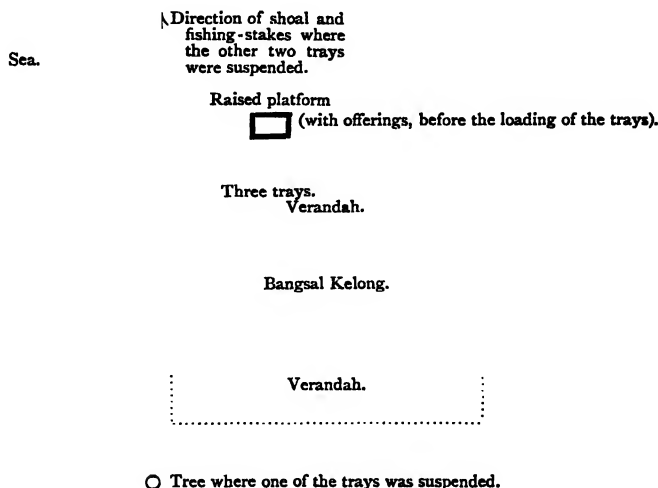 Direction of shoal and
fishing-stakes where
the other two trays
were suspended.
Sea.
Raised platform
(with offerings, before the loading of the trays).
Three trays.
Verandah.
Bangsal Kelong.
Verandah.
Tree where one of the trays was suspended.